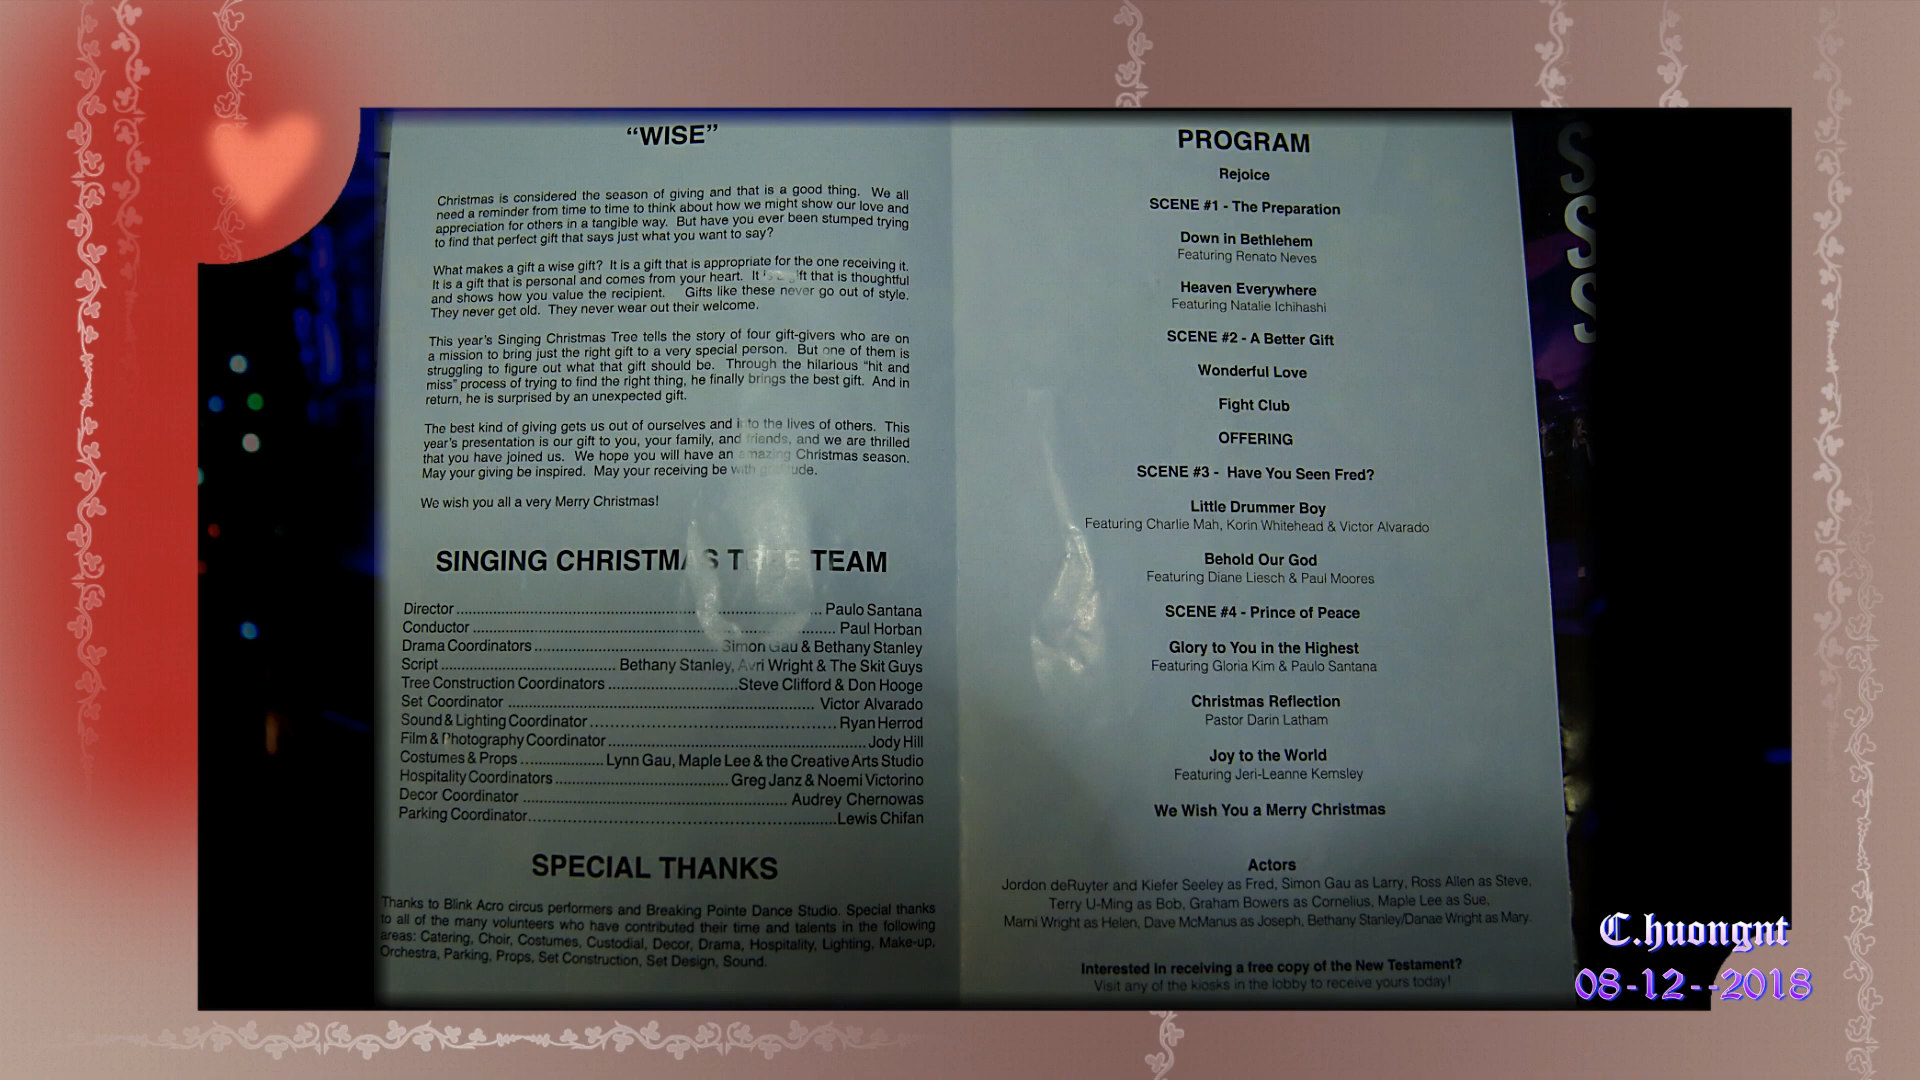 “WISE”
Christmas is considered the season of giving and that is a good thing. We all
need a reminder from time to time to think about how we might show our love and
appreciation for others in a tangible way. But have you ever been stumped trying
to find that perfect gift that says just what you want to say?
What makes a gift a wise gift? It is a gift that is appropriate for the one receiving it.
It is a gift that is personal and comes from your heart. It is a gift that is thoughtful
and shows how you value the recipient. Gifts like these never go out of style.
They never get old. They never wear out their welcome.
This year’s Singing Christmas Tree tells the story of four gift-givers who are on
a mission to bring just the right gift to a very special person. But one of them is
struggling to figure out what that gift should be. Through the hilarious “hit and
miss” process of trying to find the right thing, he finally brings the best gift. And in
return, he is surprised by an unexpected gift.
The best kind of giving gets us out of ourselves and into the lives of others. This
year’s presentation is our gift to you, your family, and friends, and we are thrilled
that you have joined us. We hope you will have an amazing Christmas season.
May your giving be inspired. May your receiving be with gratitude.
We wish you all a very Merry Christmas!
SINGING CHRISTMAS TREE TEAM
Director ... Paulo Santana
Conductor ... Paul Horban
Drama Coordinators ... Simon Gau & Bethany Stanley
Script ... Bethany Stanley, Avri Wright & The Skit Guys
Tree Construction Coordinators ... Steve Clifford & Don Hooge
Set Coordinator ... Victor Alvarado
Sound & Lighting Coordinator ... Ryan Herrod
Film & Photography Coordinator ... Jody Hill
Costumes & Props ... Lynn Gau, Maple Lee & the Creative Arts Studio
Hospitality Coordinators ... Greg Janz & Noemi Victorino
Decor Coordinator ... Audrey Chernowas
Parking Coordinator ... Lewis Chifan
SPECIAL THANKS
Thanks to Blink Acro circus performers and Breaking Pointe Dance Studio. Special thanks
to all of the many volunteers who have contributed their time and talents in the following
areas: Catering, Choir, Costumes, Custodial, Decor, Drama, Hospitality, Lighting, Make-up,
Orchestra, Parking, Props, Set Construction, Set Design, Sound.
PROGRAM
Rejoice
SCENE #1 - The Preparation
Down in Bethlehem
Featuring Renato Neves
Heaven Everywhere
Featuring Natalie Ichihashi
SCENE #2 - A Better Gift
Wonderful Love
Fight Club
OFFERING
SCENE #3 - Have You Seen Fred?
Little Drummer Boy
Featuring Charlie Mah, Korin Whitehead & Victor Alvarado
Behold Our God
Featuring Diane Liesch & Paul Moores
SCENE #4 - Prince of Peace
Glory to You in the Highest
Featuring Gloria Kim & Paulo Santana
Christmas Reflection
Pastor Darin Latham
Joy to the World
Featuring Jeri-Leanne Kemsley
We Wish You a Merry Christmas
Actors
Jordon deRuyter and Kiefer Seeley as Fred, Simon Gau as Larry, Ross Allen as Steve,
Terry U-Ming as Bob, Graham Bowers as Cornelius, Maple Lee as Sue,
Marni Wright as Helen, Dave McManus as Joseph, Bethany Stanley/Danae Wright as Mary.
Interested in receiving a free copy of the New Testament?
Visit any of the kiosks in the lobby to receive yours today!
S
S
S
C.huongnt
08-12--2018